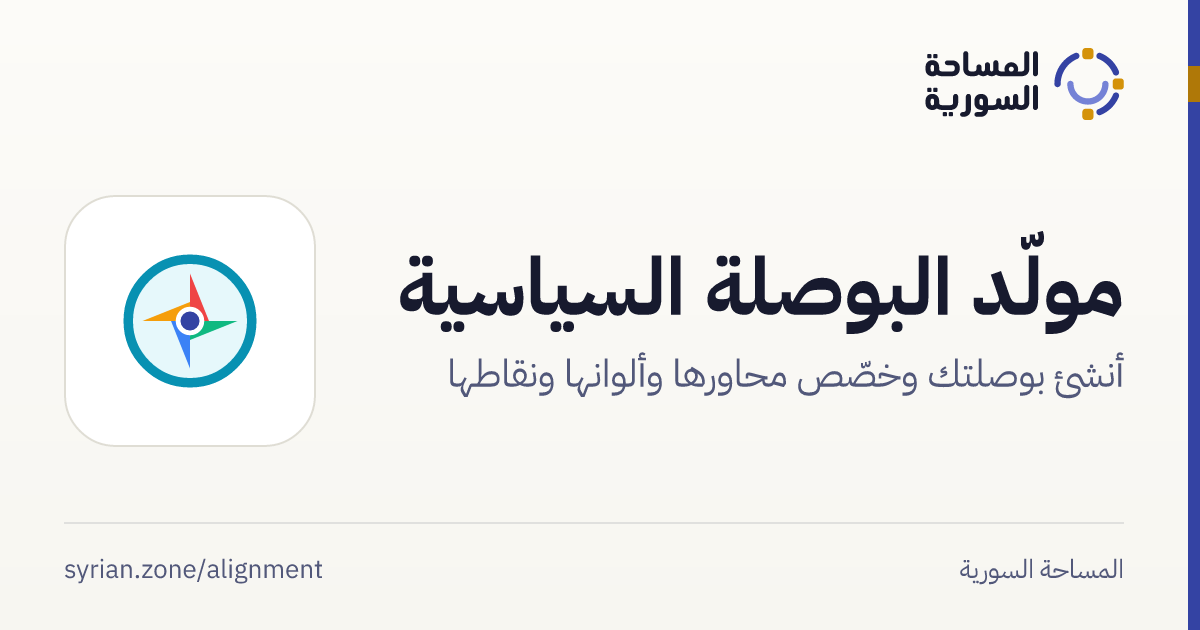 المساحة
السورية
مولّد البوصلة السياسية
أنشئ بوصلتك وخصّص محاورها وألوانها ونقاطها
المساحة السورية
syrian.zone/alignment